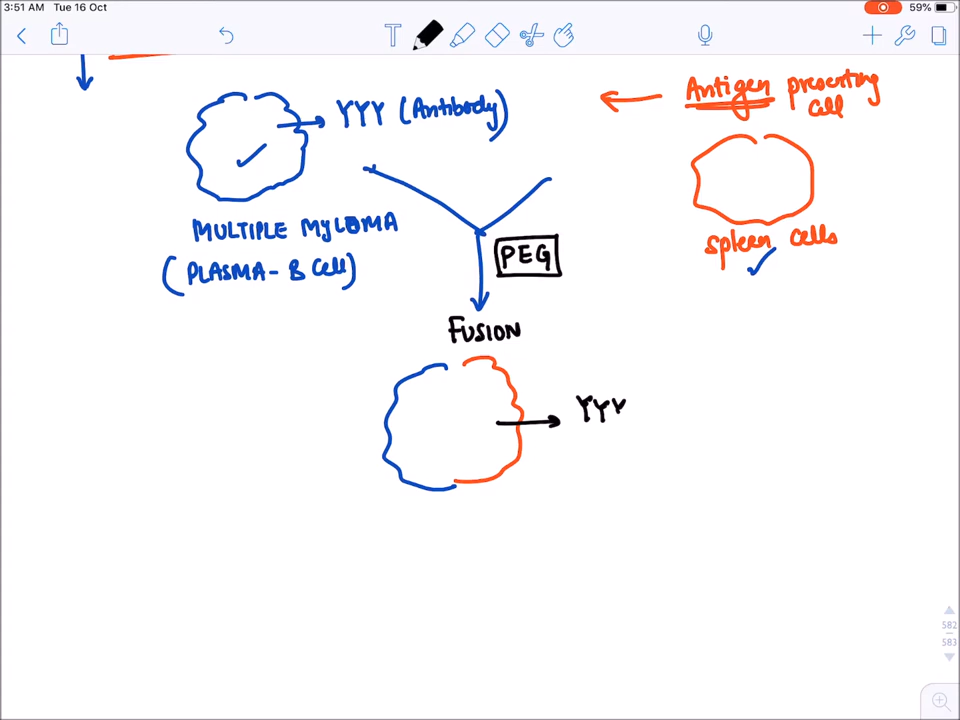 3:51 AM Tue 16 Oct
59%
T
Antigen presenting
cell
YYY (Antibody)
MULTIPLE MYLOMA
(PLASMA - B Cell)
spleen cells
PEG
FUSION
YYY
582
583